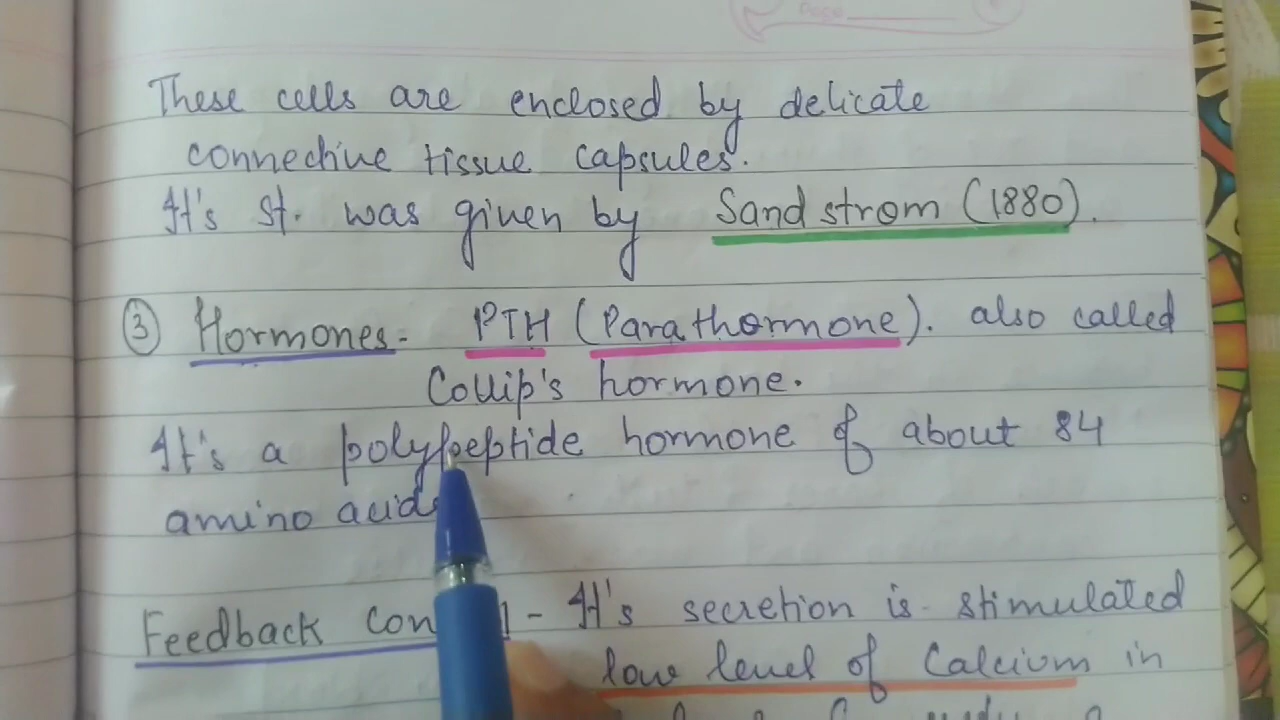 Page
These cells are enclosed by delicate
connective tissue capsules.
It's st. was given by Sandstrom (1880).
③ Hormones - PTH (Parathormone). also called
Collip's hormone.
It's a polypeptide hormone of about 84
amino acids
Feedback - It's secretion is stimulated
low level of Calcium in